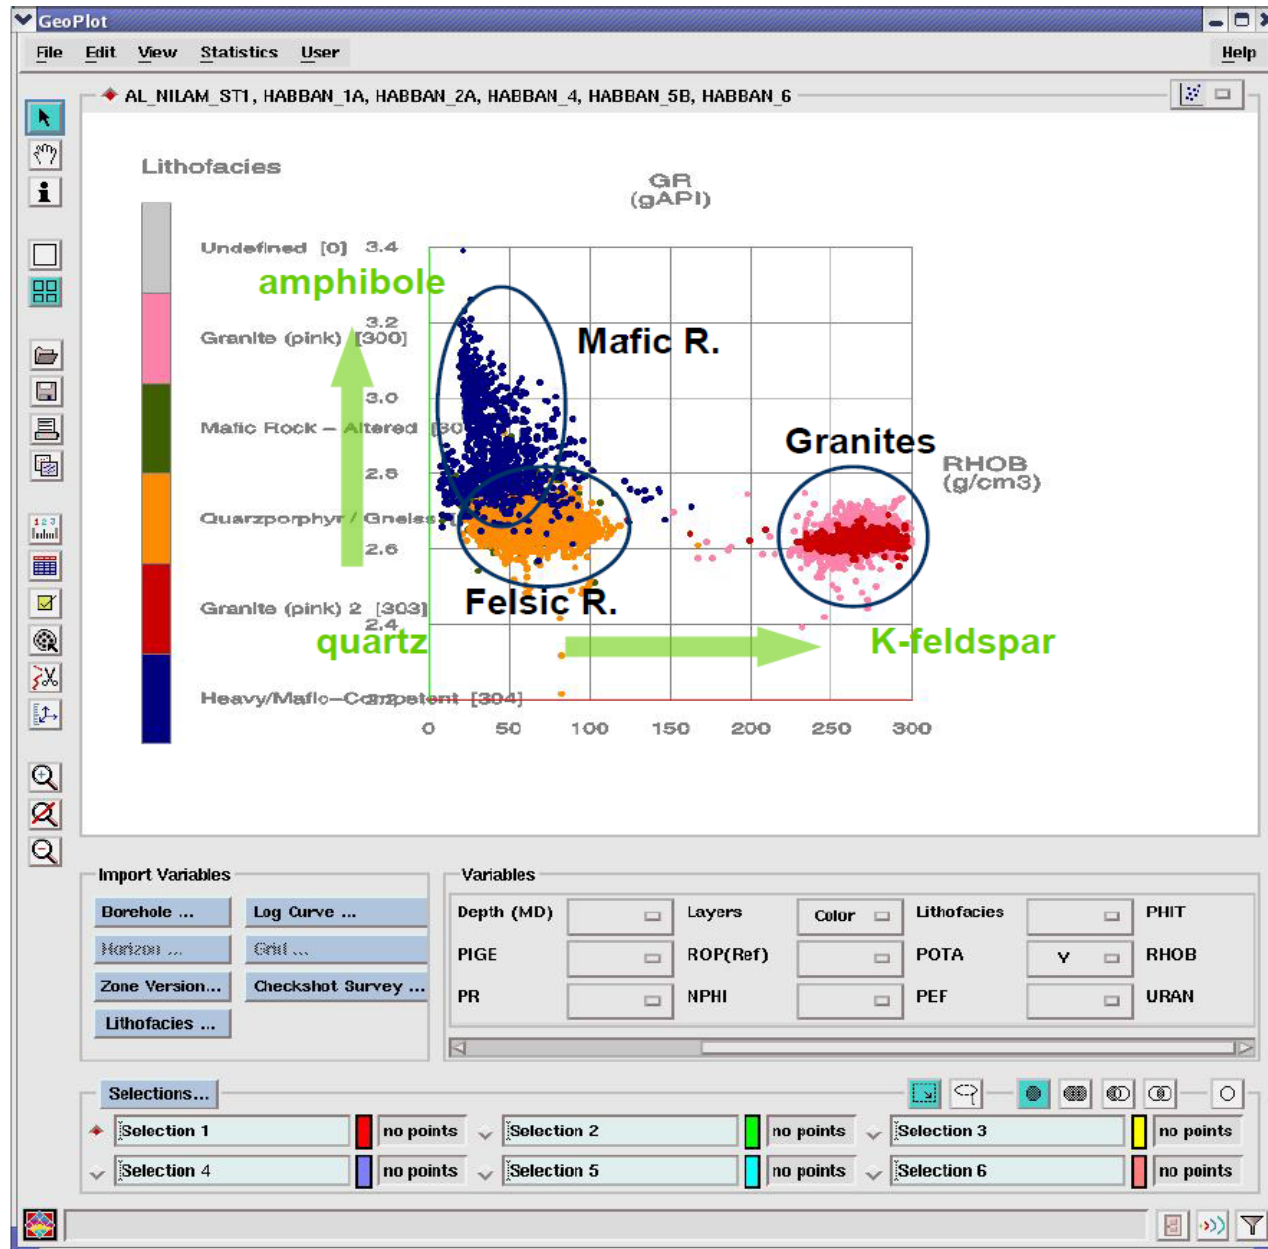 GeoPlot
File Edit View Statistics User Help
AL_NILAM_ST1, HABBAN_1A, HABBAN_2A, HABBAN_4, HABBAN_5B, HABBAN_6
Lithofacies
GR
(gAPI)
Undefined [0] 3.4
amphibole
3.2
Granite (pink) [300]
Mafic R.
3.0
Mafic Rock - Altered [30
Granites
2.8
RHOB
(g/cm3)
Quarzporphyr / Gneiss
2.6
Felsic R.
Granite (pink) 2 [303]
2.4
quartz
K-feldspar
Heavy/Mafic-Competent [304]
2.2
0 50 100 150 200 250 300
Import Variables
Borehole ... Log Curve ...
Horizon ... Grid ...
Zone Version... Checkshot Survey ...
Lithofacies ...
Variables
Depth (MD) Layers Color Lithofacies PHIT
PIGE ROP(Ref) POTA Y RHOB
PR NPHI PEF URAN
Selections...
Selection 1 no points Selection 2 no points Selection 3 no points
Selection 4 no points Selection 5 no points Selection 6 no points